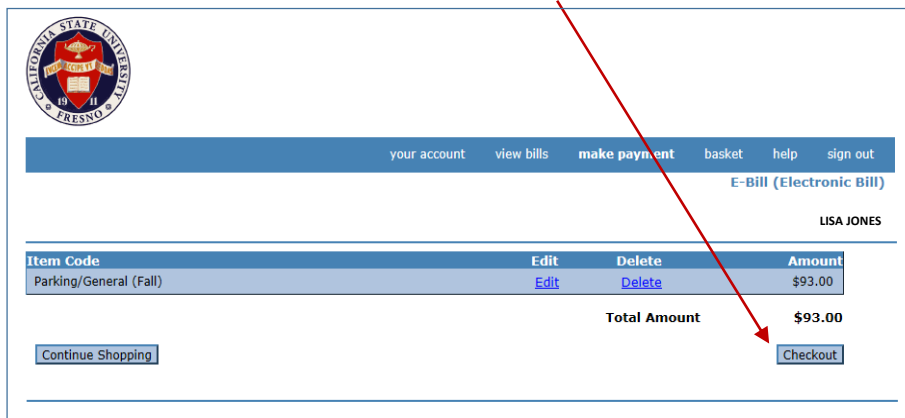 CALIFORNIA STATE UNIVERSITY
19 11
FRESNO
your account view bills make payment basket help sign out
E-Bill (Electronic Bill)
LISA JONES
Item Code Edit Delete Amount
Parking/General (Fall) Edit Delete $93.00
Total Amount $93.00
Continue Shopping Checkout